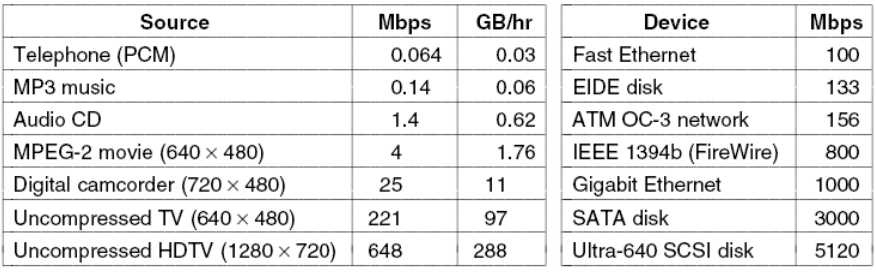 Source Mbps GB/hr Device Mbps
Telephone (PCM) 0.064 0.03 Fast Ethernet 100
MP3 music 0.14 0.06 EIDE disk 133
Audio CD 1.4 0.62 ATM OC-3 network 156
MPEG-2 movie (640 × 480) 4 1.76 IEEE 1394b (FireWire) 800
Digital camcorder (720 × 480) 25 11 Gigabit Ethernet 1000
Uncompressed TV (640 × 480) 221 97 SATA disk 3000
Uncompressed HDTV (1280 × 720) 648 288 Ultra-640 SCSI disk 5120